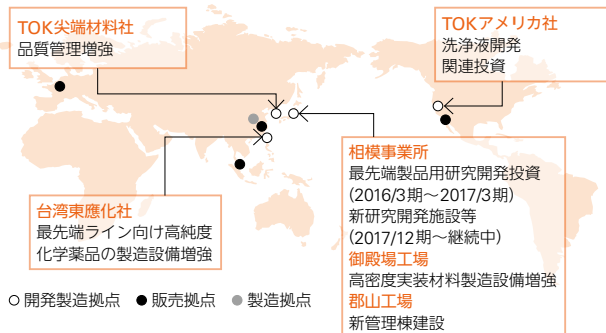 TOK尖端材料社
品質管理増強
TOKアメリカ社
洗浄液開発
関連投資
台湾東應化社
最先端ライン向け高純度
化学薬品の製造設備増強
相模事業所
最先端製品用研究開発投資
(2016/3期～2017/3期)
新研究開発施設等
(2017/12期～継続中)
御殿場工場
高密度実装材料製造設備増強
郡山工場
新管理棟建設
○ 開発製造拠点 ● 販売拠点 ● 製造拠点